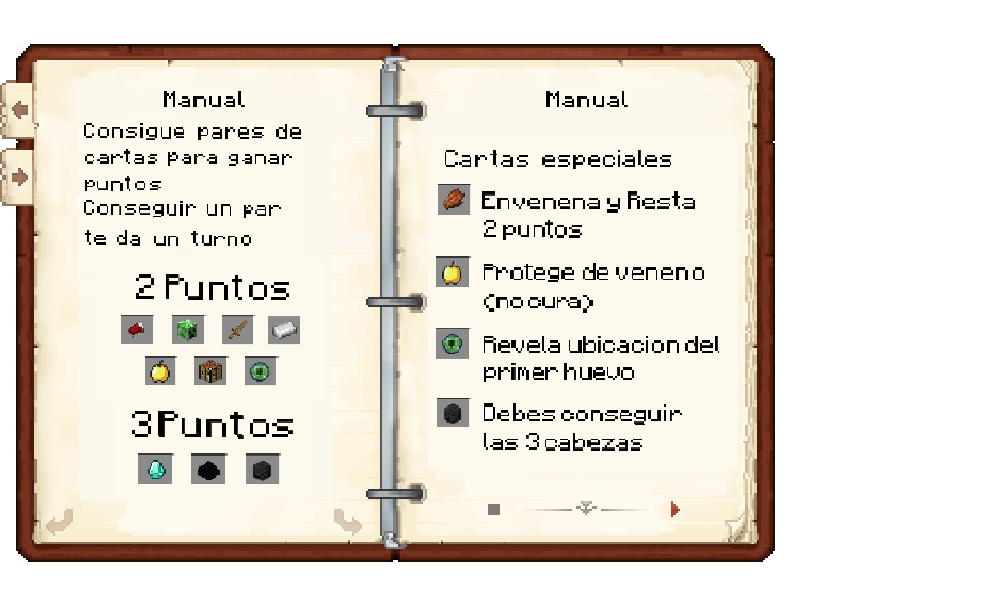 Manual
Consigue pares de
cartas para ganar
puntos
Conseguir un par
te da un turno
2 Puntos
3 Puntos
Manual
Cartas especiales
Envenena y Resta
2 puntos
Protege de veneno
(no cura)
Revela ubicacion del
primer huevo
Debes conseguir
las 3 cabezas